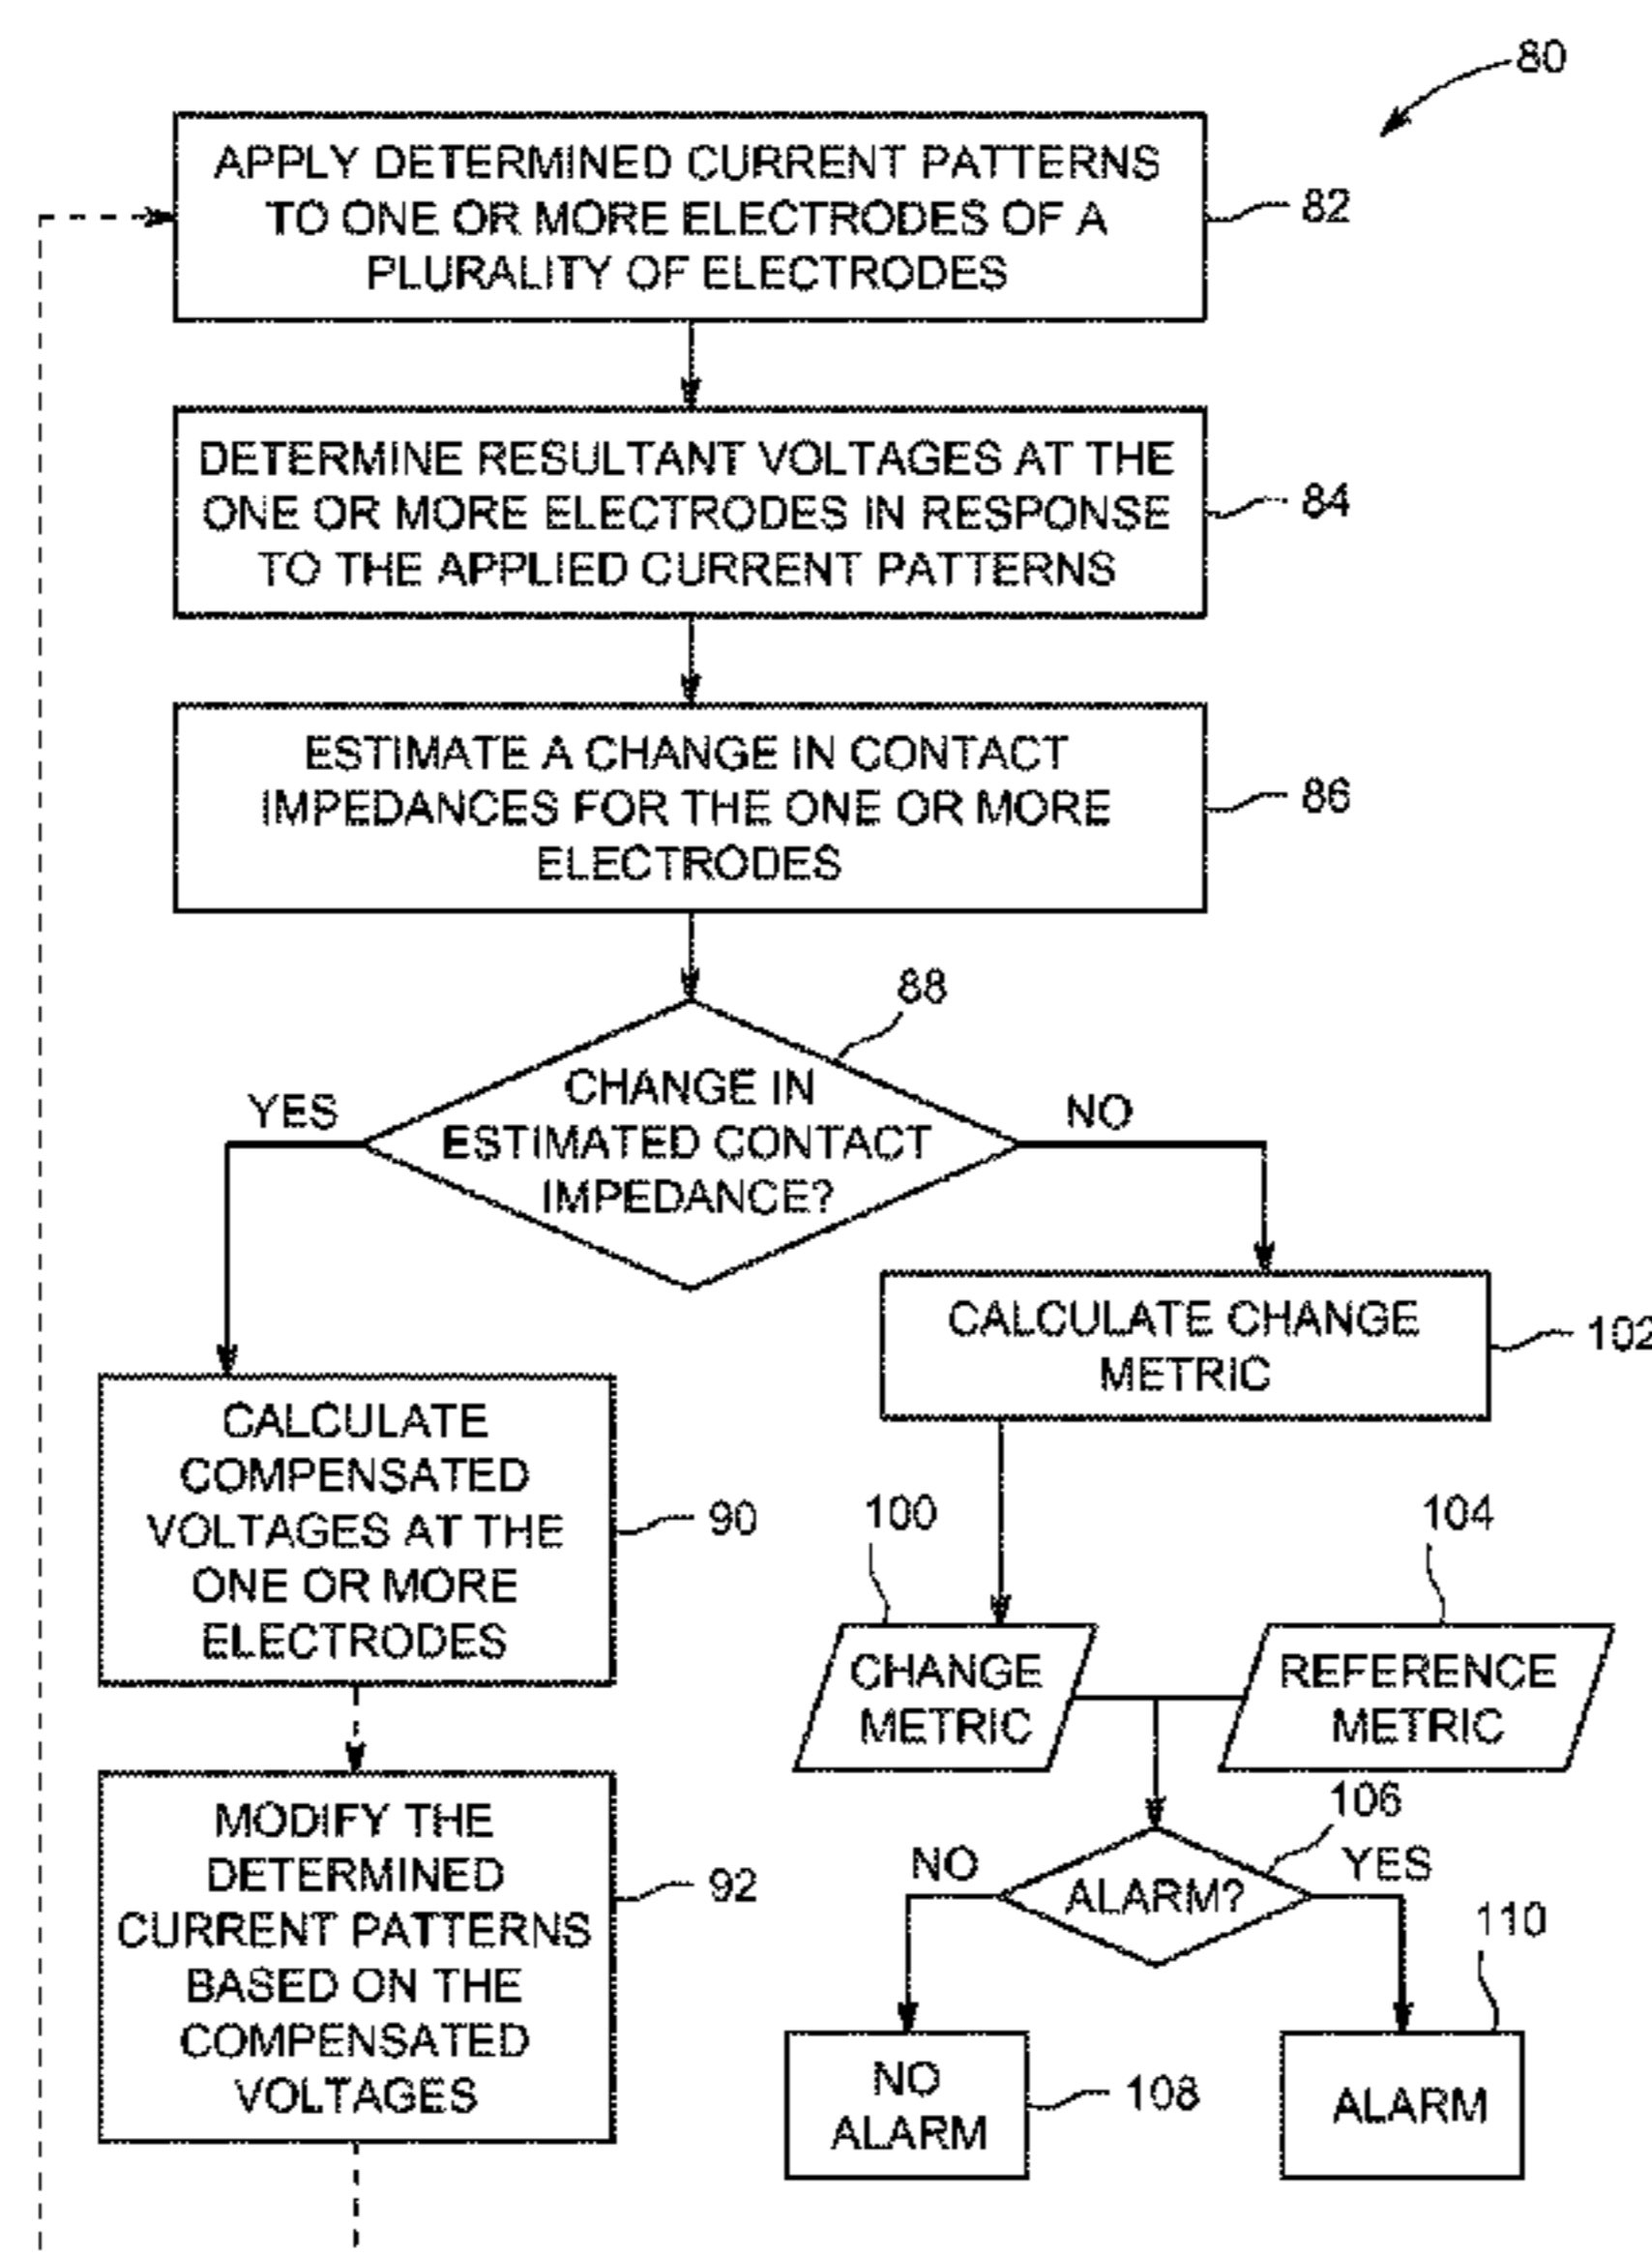 80
APPLY DETERMINED CURRENT PATTERNS
TO ONE OR MORE ELECTRODES OF A
PLURALITY OF ELECTRODES
82
DETERMINE RESULTANT VOLTAGES AT THE
ONE OR MORE ELECTRODES IN RESPONSE
TO THE APPLIED CURRENT PATTERNS
84
ESTIMATE A CHANGE IN CONTACT
IMPEDANCES FOR THE ONE OR MORE
ELECTRODES
86
88
CHANGE IN
ESTIMATED CONTACT
IMPEDANCE?
YES
NO
CALCULATE CHANGE
METRIC
102
CALCULATE
COMPENSATED
VOLTAGES AT THE
ONE OR MORE
ELECTRODES
90
100
104
CHANGE
METRIC
REFERENCE
METRIC
MODIFY THE
DETERMINED
CURRENT PATTERNS
BASED ON THE
COMPENSATED
VOLTAGES
92
106
NO
ALARM?
YES
110
NO
ALARM
108
ALARM